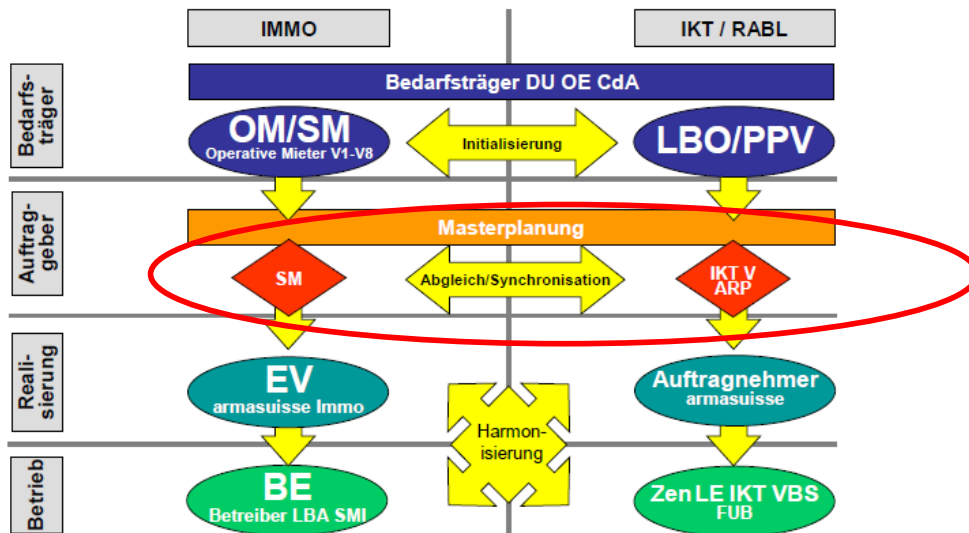 IMMO
IKT / RABL
Bedarfs-
träger
Bedarfsträger DU OE CdA
OM/SM
Operative Mieter V1-V8
Initialisierung
LBO/PPV
Auftrag-
geber
Masterplanung
SM
Abgleich/Synchronisation
IKT V
ARP
Reali-
sierung
EV
armasuisse Immo
Auftragnehmer
armasuisse
Harmon-
isierung
Betrieb
BE
Betreiber LBA SMI
Zen LE IKT VBS
FUB